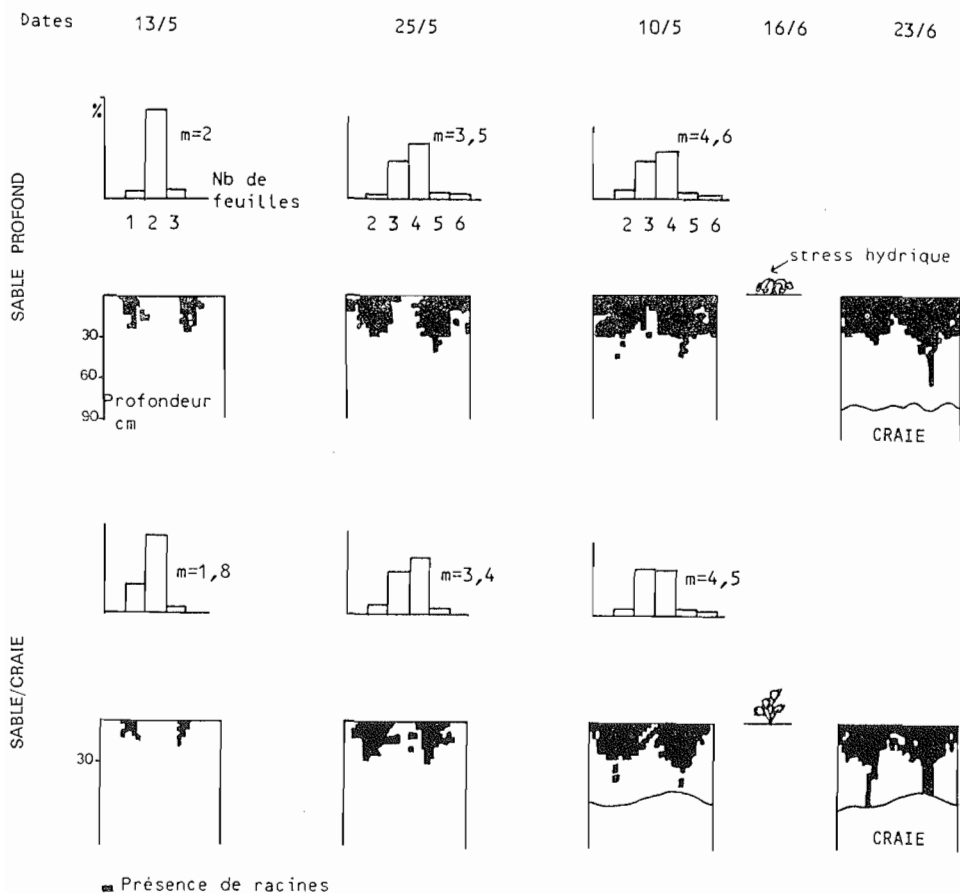 Dates 13/5 25/5 10/5 16/6 23/6
SABLE PROFOND
%
m=2
Nb de
feuilles
1 2 3
m=3,5
2 3 4 5 6
m=4,6
2 3 4 5 6
stress hydrique
30
60
90
Profondeur
cm
CRAIE
SABLE/CRAIE
m=1,8
m=3,4
m=4,5
30
CRAIE
Présence de racines